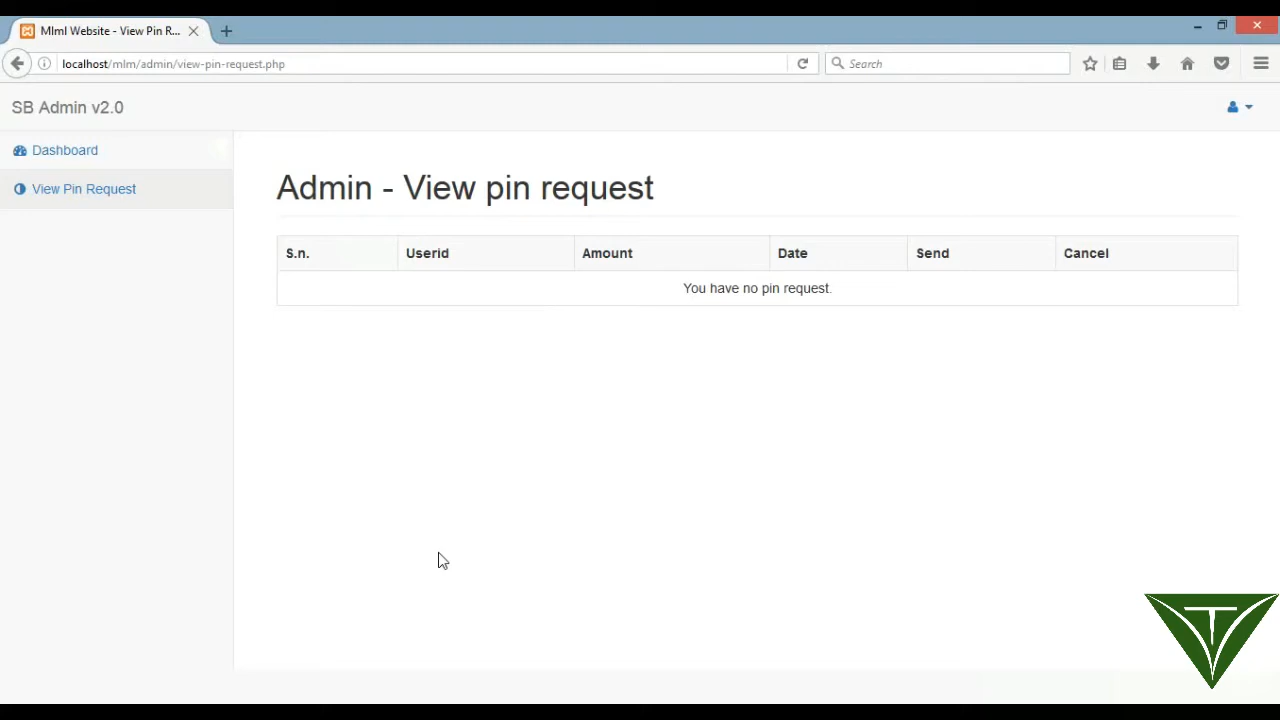 Mlml Website - View Pin R...
localhost/mlm/admin/view-pin-request.php
Search
SB Admin v2.0
Dashboard
View Pin Request
Admin - View pin request
S.n. Userid Amount Date Send Cancel
You have no pin request.
T